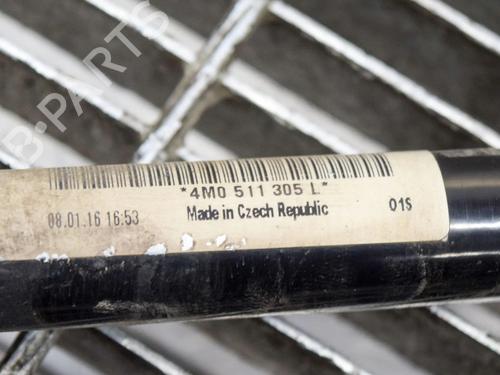 B-PARTS
*4M0 511 305 L*
08.01.16 16:53 Made in Czech Republic 01S